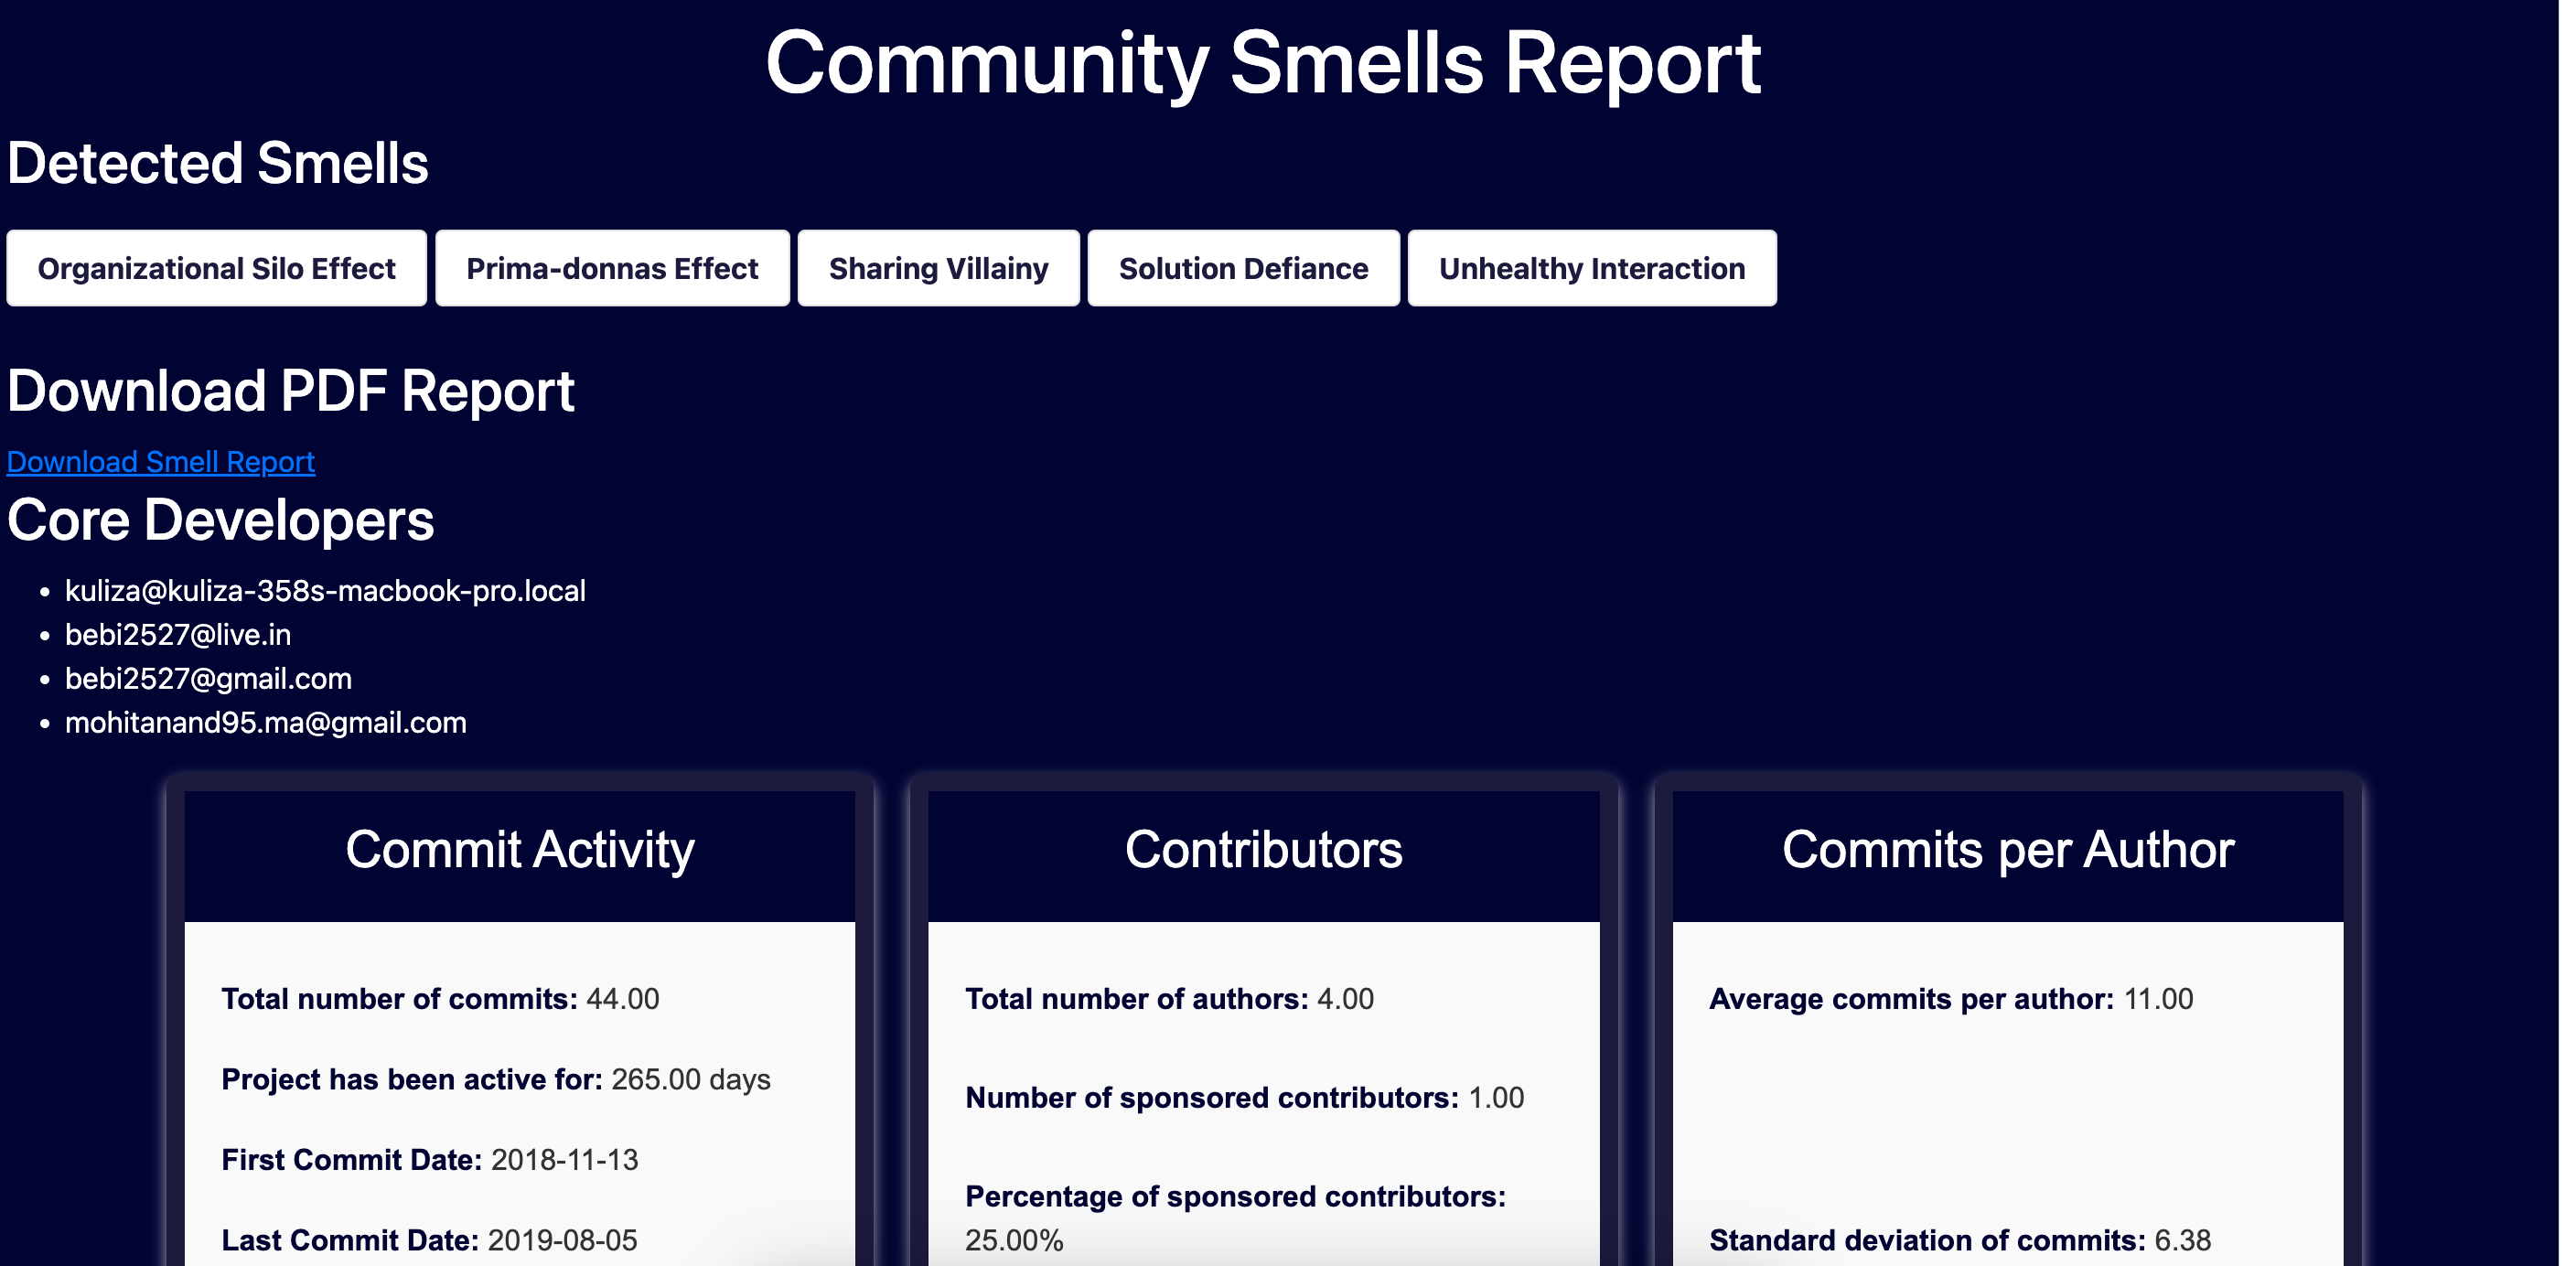 Community Smells Report
Detected Smells
Organizational Silo Effect
Prima-donnas Effect
Sharing Villainy
Solution Defiance
Unhealthy Interaction
Download PDF Report
Download Smell Report
Core Developers
kuliza@kuliza-358s-macbook-pro.local
bebi2527@live.in
bebi2527@gmail.com
mohitanand95.ma@gmail.com
Commit Activity
Total number of commits: 44.00
Project has been active for: 265.00 days
First Commit Date: 2018-11-13
Last Commit Date: 2019-08-05
Contributors
Total number of authors: 4.00
Number of sponsored contributors: 1.00
Percentage of sponsored contributors:
25.00%
Commits per Author
Average commits per author: 11.00
Standard deviation of commits: 6.38